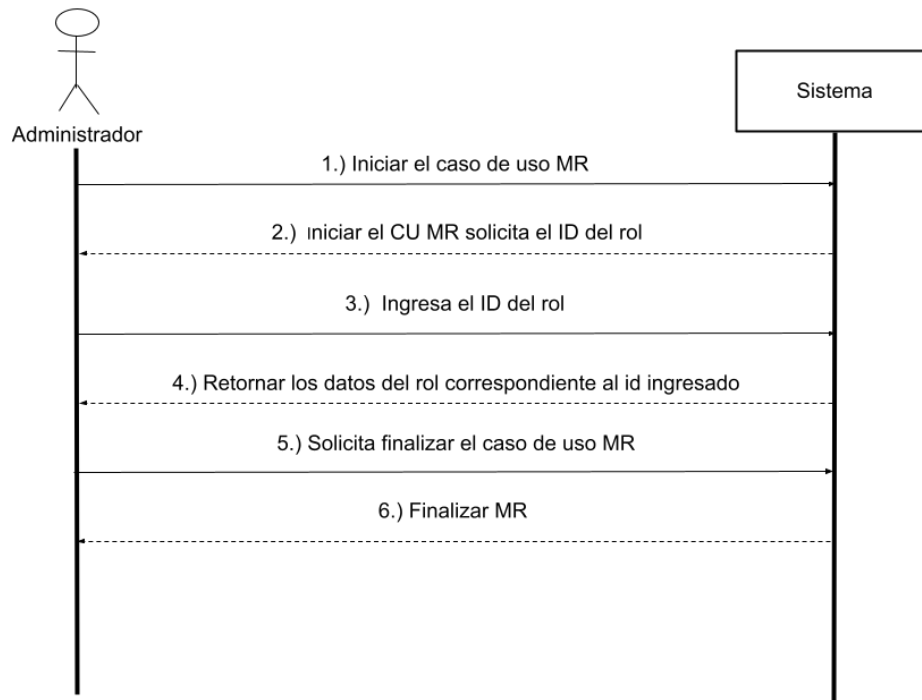 Sistema
Administrador
1.) Iniciar el caso de uso MR
2.) Iniciar el CU MR solicita el ID del rol
3.) Ingresa el ID del rol
4.) Retornar los datos del rol correspondiente al id ingresado
5.) Solicita finalizar el caso de uso MR
6.) Finalizar MR